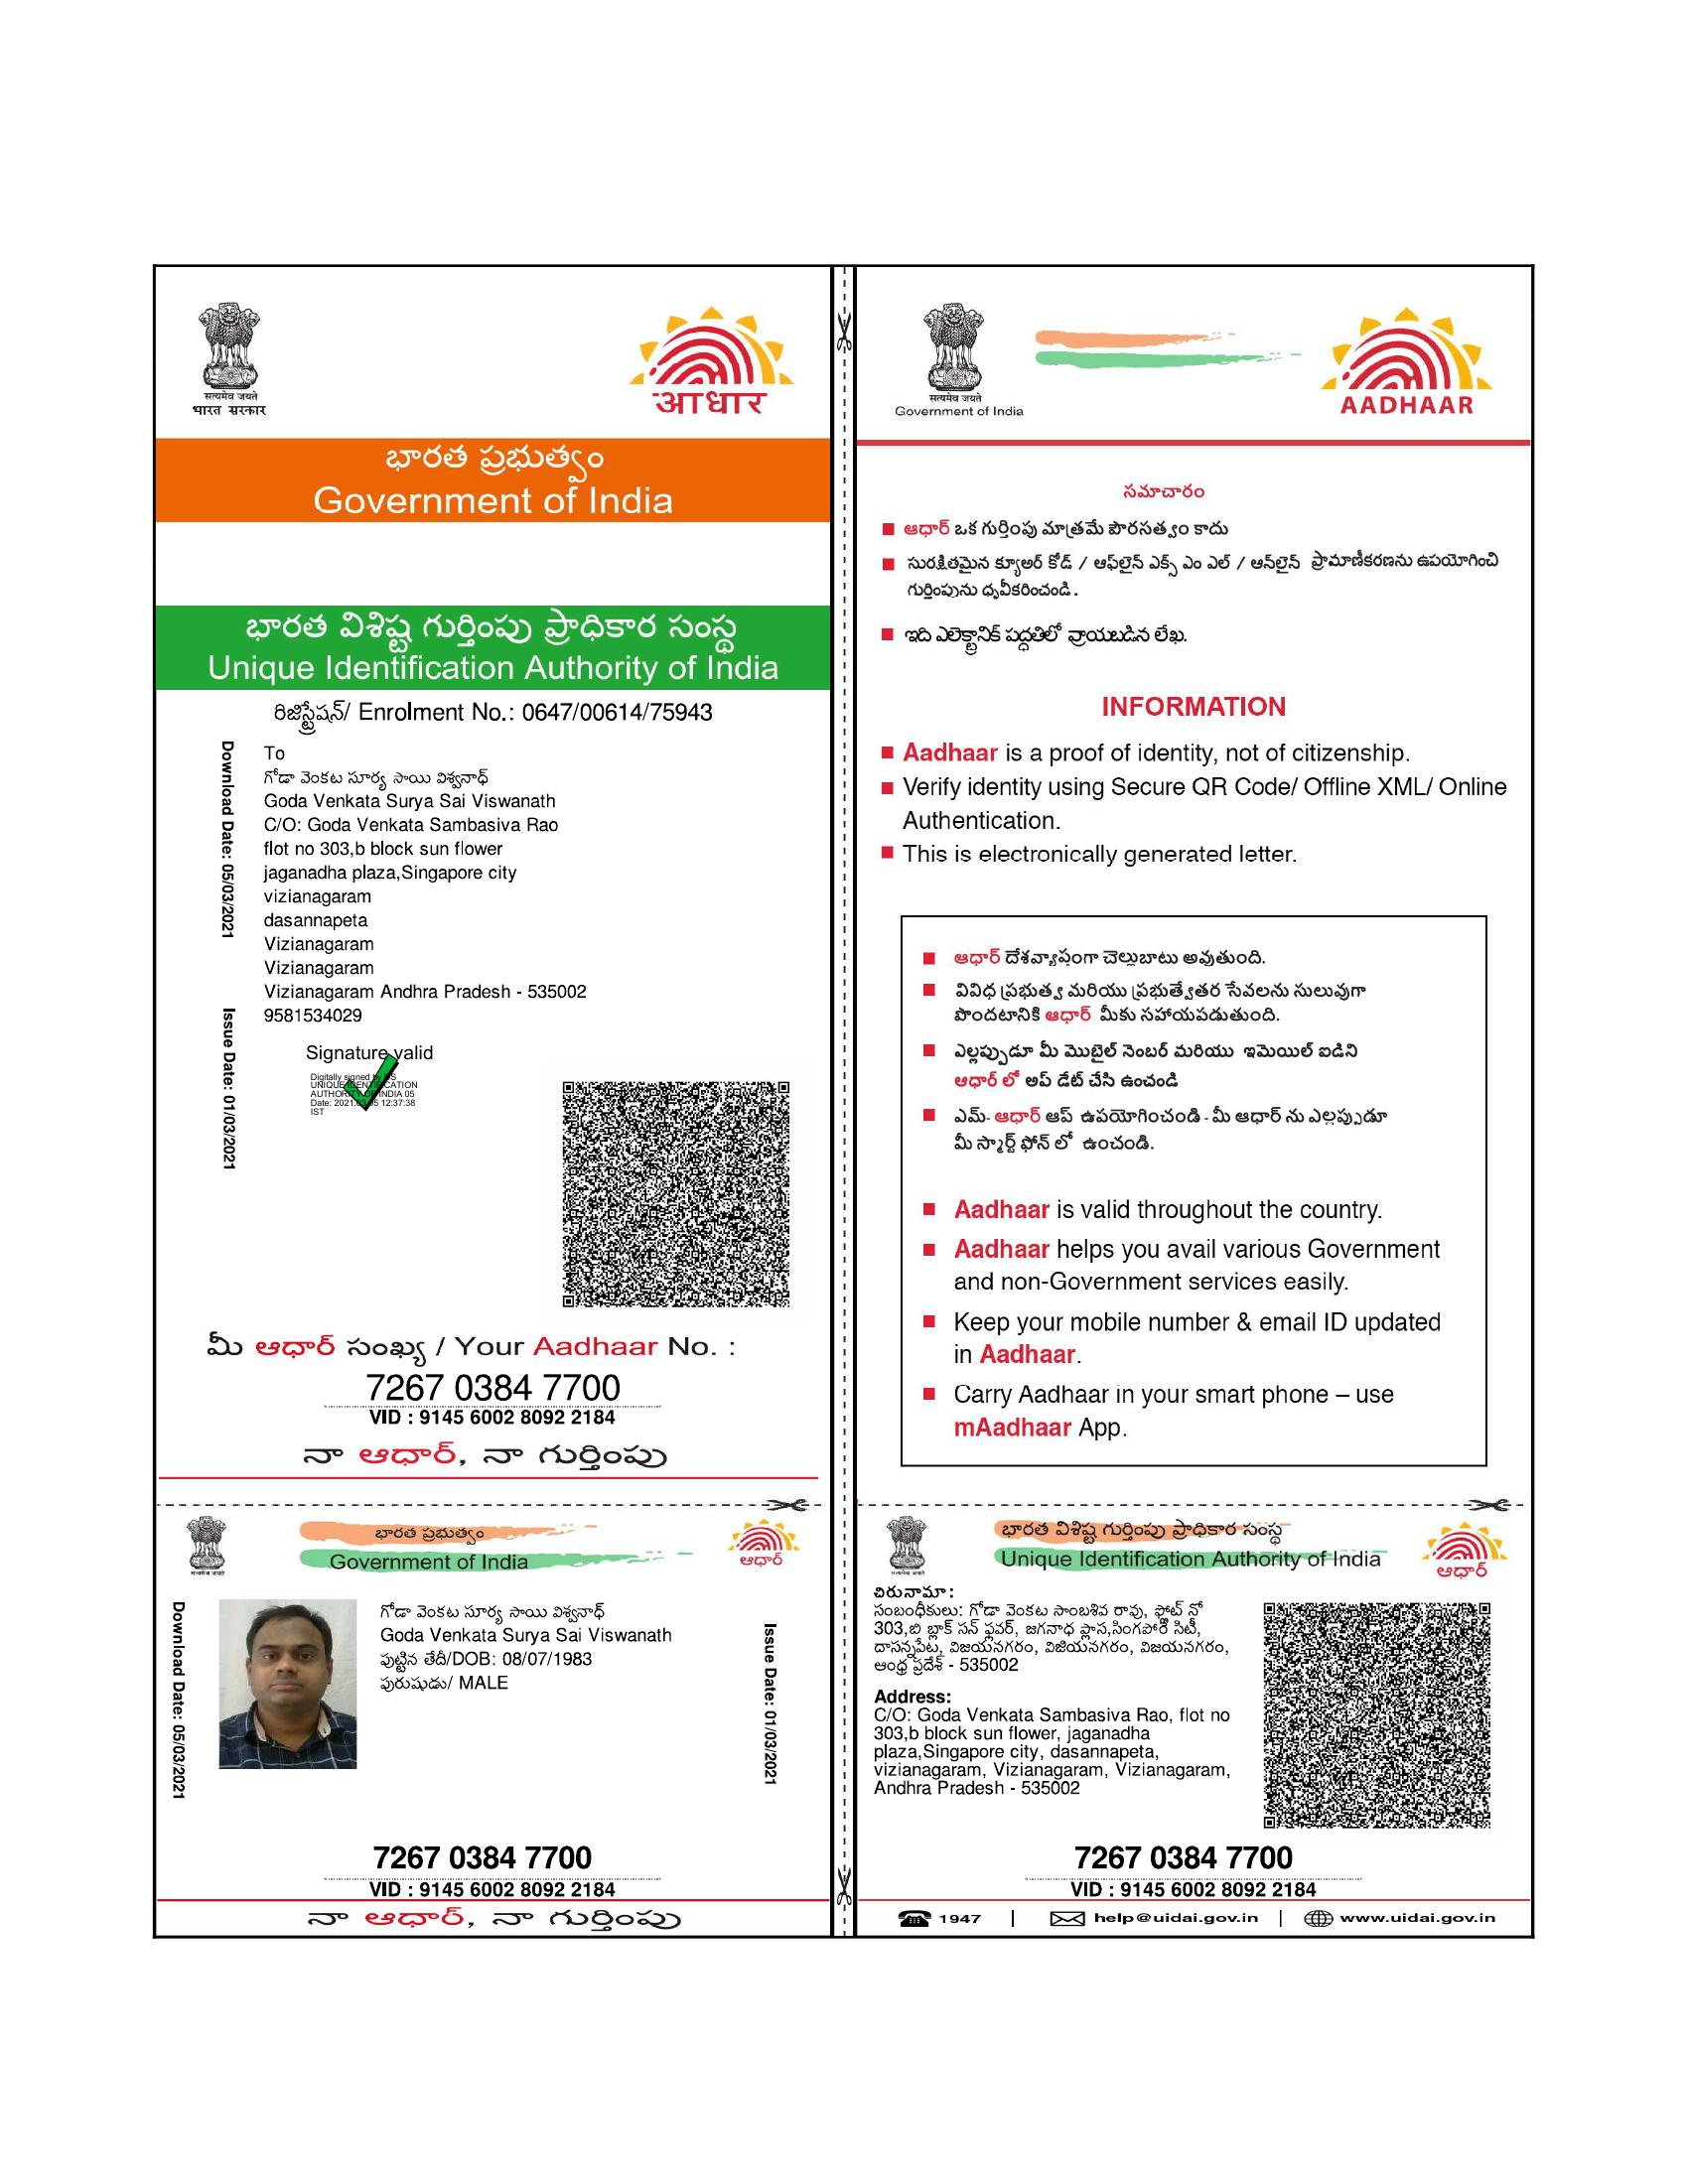 सत्यमेव जयते
भारत सरकार
आधार
భారత ప్రభుత్వం
Government of India
భారత విశిష్ట గుర్తింపు ప్రాధికార సంస్థ
Unique Identification Authority of India
రిజిస్ట్రేషన్/ Enrolment No.: 0647/00614/75943
Download Date: 05/03/2021
Issue Date: 01/03/2021
To
గోడా వెంకట సూర్య సాయి విశ్వనాధ్
Goda Venkata Surya Sai Viswanath
C/O: Goda Venkata Sambasiva Rao
flot no 303,b block sun flower
jaganadha plaza,Singapore city
vizianagaram
dasannapeta
Vizianagaram
Vizianagaram
Vizianagaram Andhra Pradesh - 535002
9581534029
Signature valid
Digitally signed by DS
UNIQUE IDENTIFICATION
AUTHORITY OF INDIA 05
Date: 2021.03.05 12:37:38
IST
మీ ఆధార్ సంఖ్య / Your Aadhaar No. :
7267 0384 7700
VID : 9145 6002 8092 2184
నా ఆధార్, నా గుర్తింపు
భారత ప్రభుత్వం
Government of India
ఆధార్
Download Date: 05/03/2021
గోడా వెంకట సూర్య సాయి విశ్వనాధ్
Goda Venkata Surya Sai Viswanath
పుట్టిన తేదీ/DOB: 08/07/1983
పురుషుడు/ MALE
Issue Date: 01/03/2021
7267 0384 7700
VID : 9145 6002 8092 2184
నా ఆధార్, నా గుర్తింపు
सत्यमेव जयते
Government of India
AADHAAR
సమాచారం
ఆధార్ ఒక గుర్తింపు మాత్రమే పౌరసత్వం కాదు
సురక్షితమైన క్యూఅర్ కోడ్ / ఆఫ్‌లైన్ ఎక్స్ ఎం ఎల్ / ఆన్‌లైన్ ప్రామాణీకరణను ఉపయోగించి
గుర్తింపును ధృవీకరించండి.
ఇది ఎలెక్ట్రానిక్ పద్ధతిలో వ్రాయబడిన లేఖ.
INFORMATION
Aadhaar is a proof of identity, not of citizenship.
Verify identity using Secure QR Code/ Offline XML/ Online
Authentication.
This is electronically generated letter.
ఆధార్ దేశవ్యాప్తంగా చెల్లుబాటు అవుతుంది.
వివిధ ప్రభుత్వ మరియు ప్రభుత్వేతర సేవలను సులువుగా
పొందటానికి ఆధార్ మీకు సహాయపడుతుంది.
ఎల్లప్పుడూ మీ మొబైల్ నెంబర్ మరియు ఇమెయిల్ ఐడిని
ఆధార్ లో అప్ డేట్ చేసి ఉంచండి
ఎమ్- ఆధార్ ఆప్ ఉపయోగించండి - మీ ఆధార్ ను ఎల్లప్పుడూ
మీ స్మార్ట్ ఫోన్ లో ఉంచండి.
Aadhaar is valid throughout the country.
Aadhaar helps you avail various Government
and non-Government services easily.
Keep your mobile number & email ID updated
in Aadhaar.
Carry Aadhaar in your smart phone – use
mAadhaar App.
భారత విశిష్ట గుర్తింపు ప్రాధికార సంస్థ
Unique Identification Authority of India
ఆధార్
చిరునామా:
సంబంధీకులు: గోడా వెంకట సాంబశివ రావు, ఫ్లోట్ నో
303,బి బ్లాక్ సన్ ఫ్లవర్, జగనాధ ప్లాస,సింగపోర్ సిటీ,
దాసన్నపేట, విజయనగరం, విజియనగరం, విజయనగరం,
ఆంధ్ర ప్రదేశ్ - 535002
Address:
C/O: Goda Venkata Sambasiva Rao, flot no
303,b block sun flower, jaganadha
plaza,Singapore city, dasannapeta,
vizianagaram, Vizianagaram, Vizianagaram,
Andhra Pradesh - 535002
7267 0384 7700
VID : 9145 6002 8092 2184
1947 | help@uidai.gov.in | www.uidai.gov.in